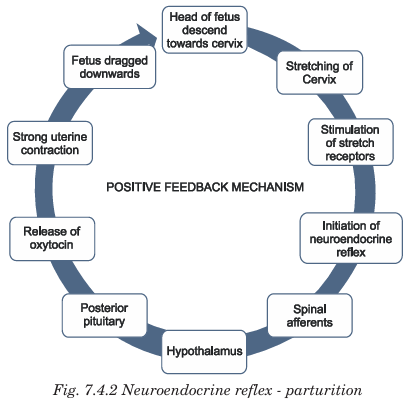 Head of fetus
descend
towards cervix
Stretching of
Cervix
Stimulation
of stretch
receptors
Initiation of
neuroendocrine
reflex
Spinal
afferents
Hypothalamus
Posterior
pituitary
Release of
oxytocin
Strong uterine
contraction
Fetus dragged
downwards
POSITIVE FEEDBACK MECHANISM
Fig. 7.4.2 Neuroendocrine reflex - parturition